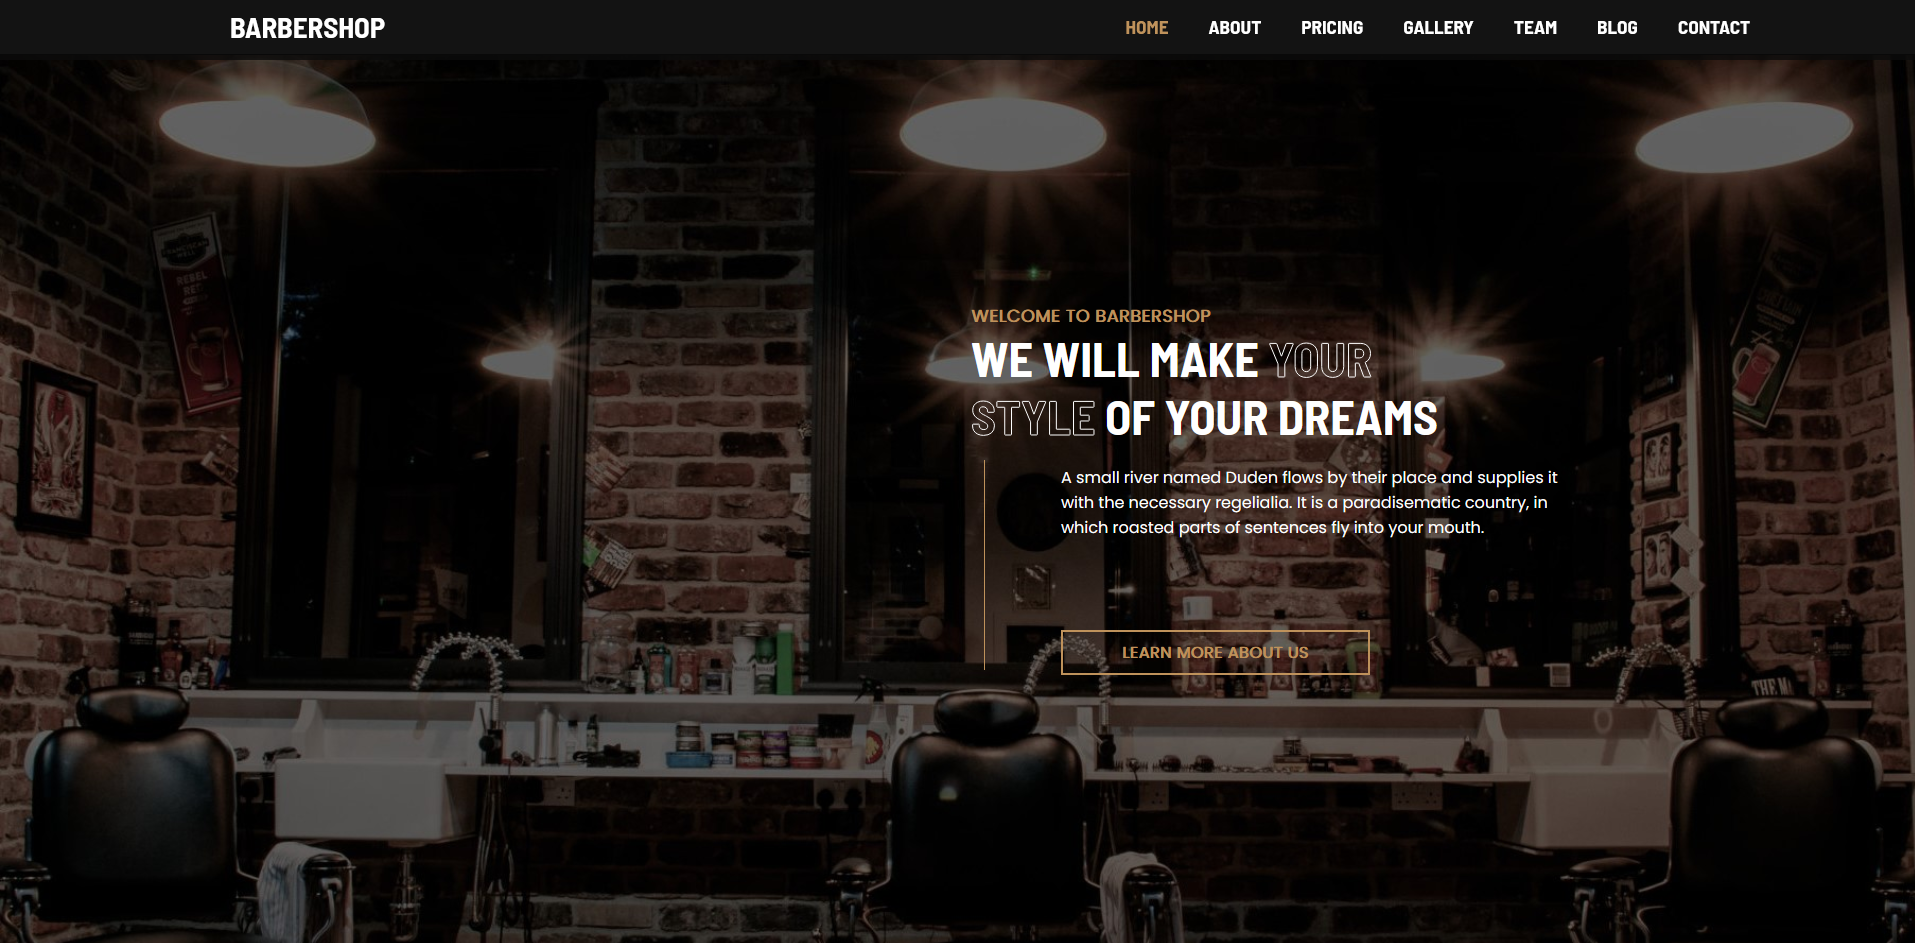 BARBERSHOP
HOME ABOUT PRICING GALLERY TEAM BLOG CONTACT
WELCOME TO BARBERSHOP
WE WILL MAKE YOUR
STYLE OF YOUR DREAMS
A small river named Duden flows by their place and supplies it
with the necessary regelialia. It is a paradisematic country, in
which roasted parts of sentences fly into your mouth.
LEARN MORE ABOUT US
REBEL
RED